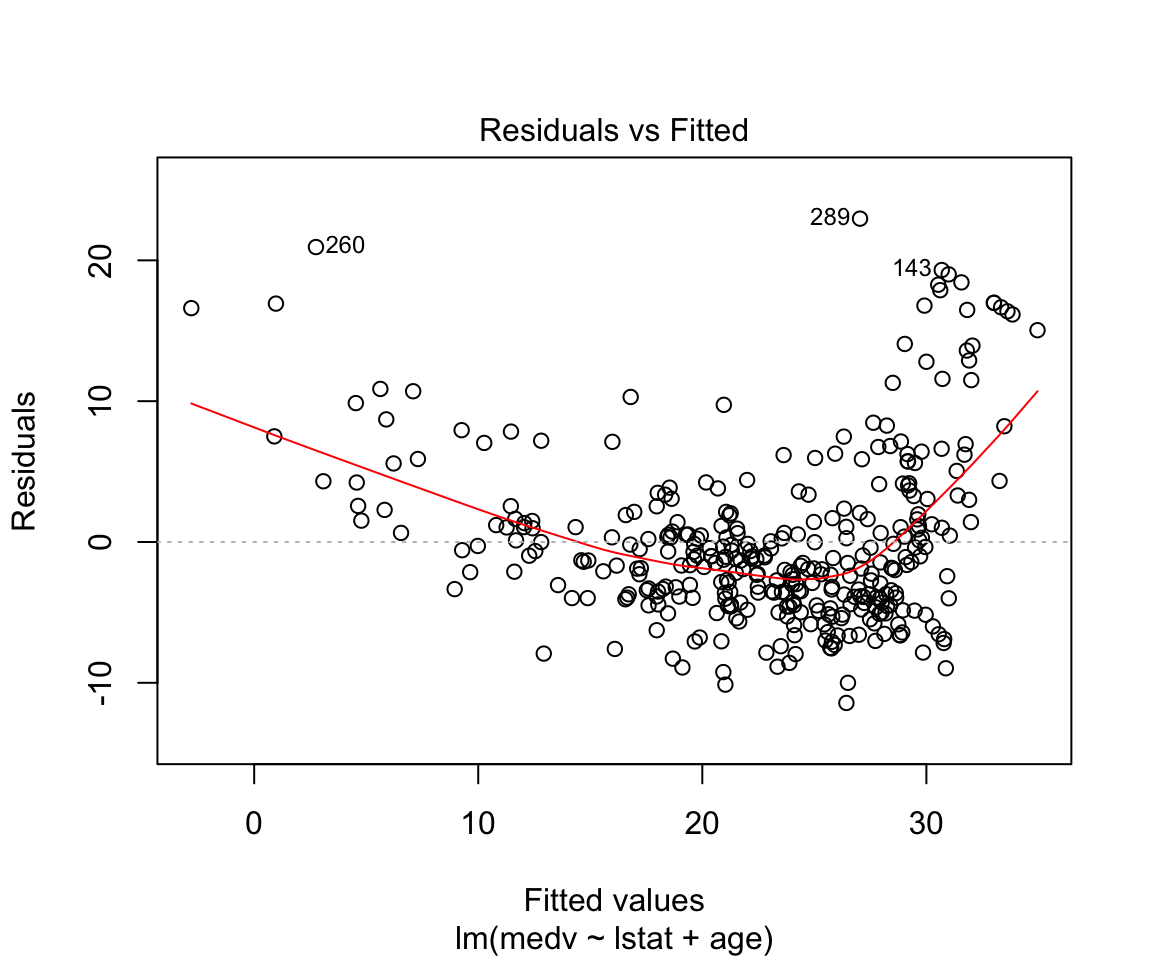 Residuals vs Fitted
Residuals
20
10
0
-10
289
260
143
0 10 20 30
Fitted values
lm(medv ~ lstat + age)